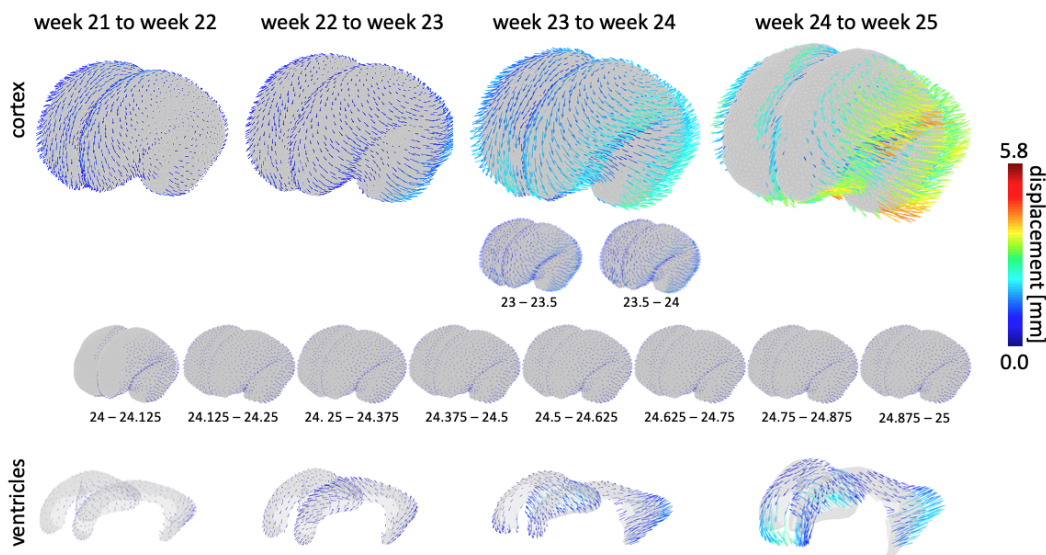 week 21 to week 22
week 22 to week 23
week 23 to week 24
week 24 to week 25
cortex
5.8
displacement [mm]
0.0
23 – 23.5
23.5 – 24
24 – 24.125
24.125 – 24.25
24. 25 – 24.375
24.375 – 24.5
24.5 – 24.625
24.625 – 24.75
24.75 – 24.875
24.875 – 25
ventricles